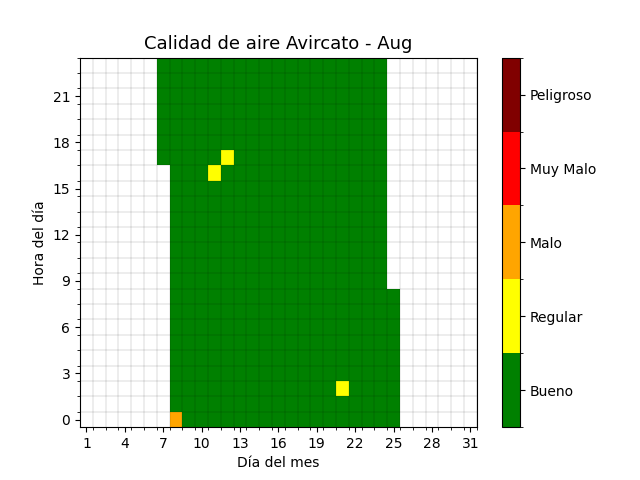 Calidad de aire Avircato - Aug
Hora del día
21
18
15
12
9
6
3
0
1 4 7 10 13 16 19 22 25 28 31
Día del mes
Peligroso
Muy Malo
Malo
Regular
Bueno